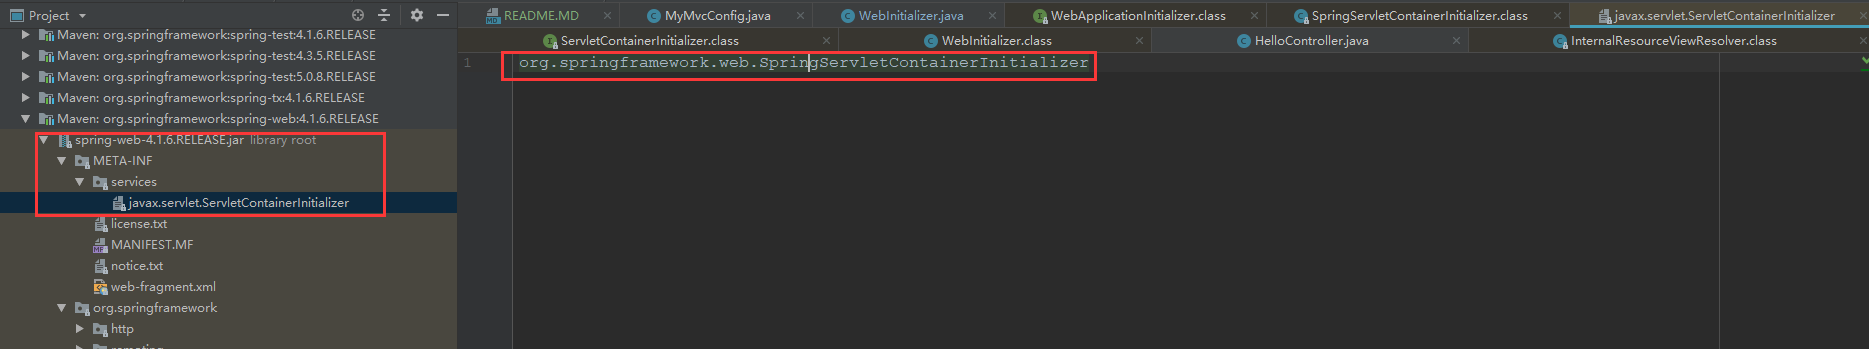 Project
Maven: org.springframework:spring-test:4.1.6.RELEASE
Maven: org.springframework:spring-test:4.3.5.RELEASE
Maven: org.springframework:spring-test:5.0.8.RELEASE
Maven: org.springframework:spring-tx:4.1.6.RELEASE
Maven: org.springframework:spring-web:4.1.6.RELEASE
spring-web-4.1.6.RELEASE.jar library root
META-INF
services
javax.servlet.ServletContainerInitializer
license.txt
MANIFEST.MF
notice.txt
web-fragment.xml
org.springframework
http
remoting
README.MD MyMvcConfig.java WebInitializer.java WebApplicationInitializer.class SpringServletContainerInitializer.class javax.servlet.ServletContainerInitializer
ServletContainerInitializer.class WebInitializer.class HelloController.java InternalResourceViewResolver.class
1 org.springframework.web.SpringServletContainerInitializer